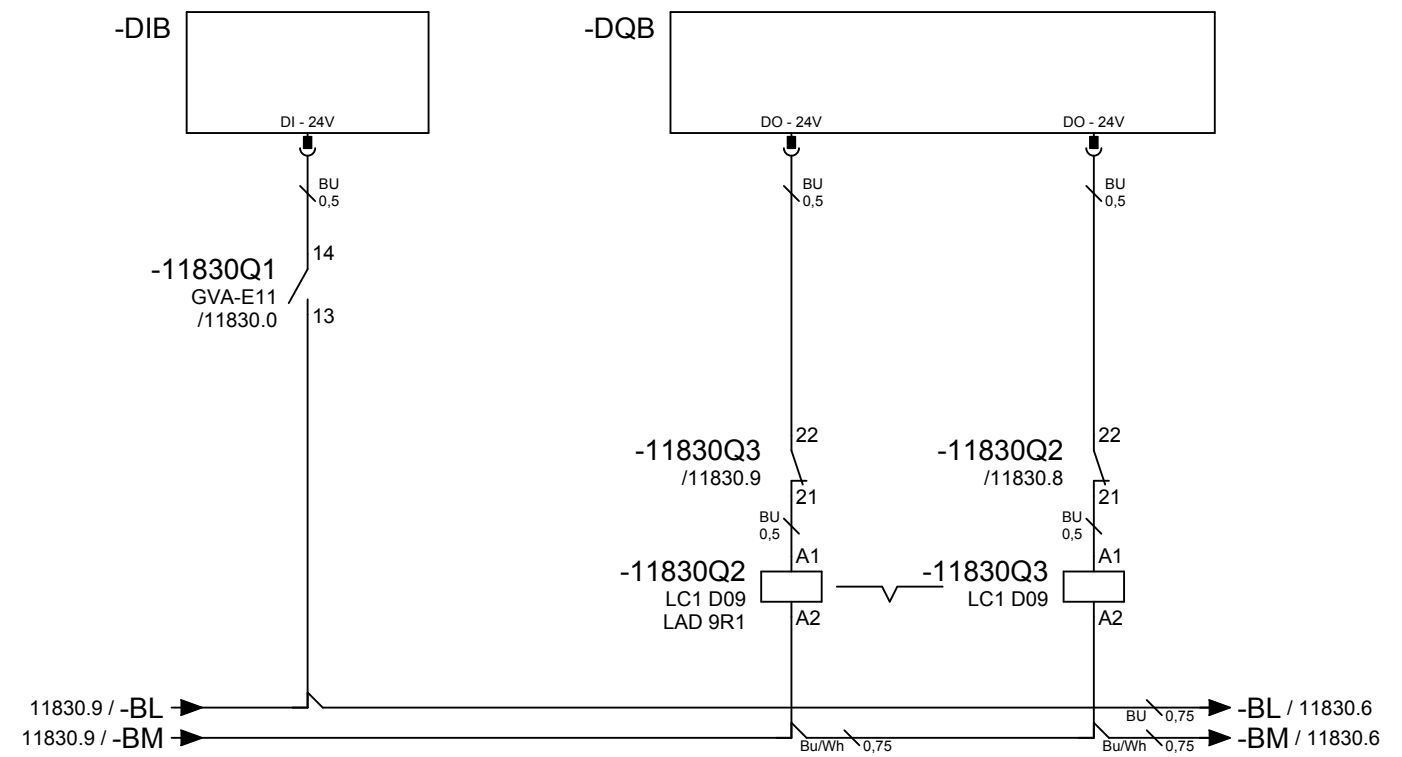 -DIB
-DQB
DI - 24V
DO - 24V
DO - 24V
BU
0,5
BU
0,5
BU
0,5
14
-11830Q1
GVA-E11
/11830.0
13
22
-11830Q3
/11830.9
21
22
-11830Q2
/11830.8
21
BU
0,5
BU
0,5
A1
-11830Q2
LC1 D09
LAD 9R1
A2
A1
-11830Q3
LC1 D09
A2
11830.9 / -BL
BU 0,75
-BL / 11830.6
11830.9 / -BM
Bu/Wh 0,75
Bu/Wh 0,75
-BM / 11830.6